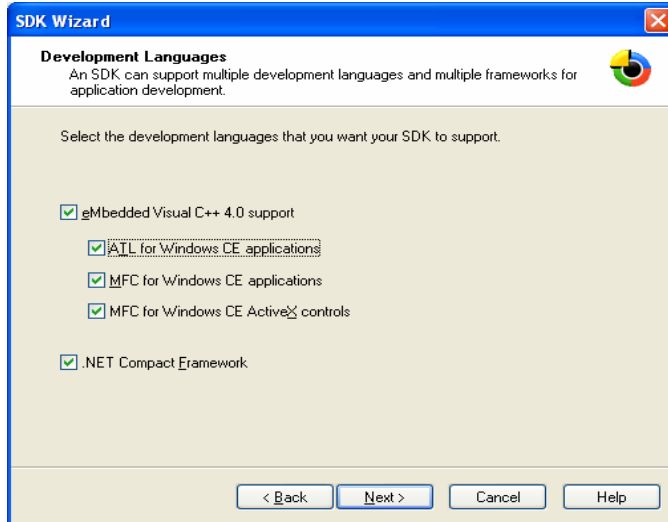 SDK Wizard
Development Languages
An SDK can support multiple development languages and multiple frameworks for
application development.
Select the development languages that you want your SDK to support.
eMbedded Visual C++ 4.0 support
ATL for Windows CE applications
MFC for Windows CE applications
MFC for Windows CE ActiveX controls
.NET Compact Framework
< Back Next > Cancel Help